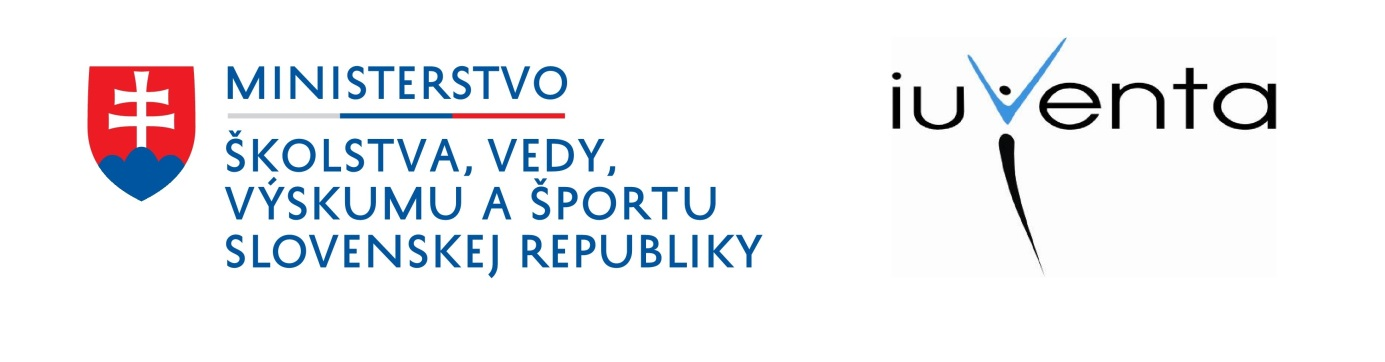 MINISTERSTVO
ŠKOLSTVA, VEDY,
VÝSKUMU A ŠPORTU
SLOVENSKEJ REPUBLIKY
iuventa